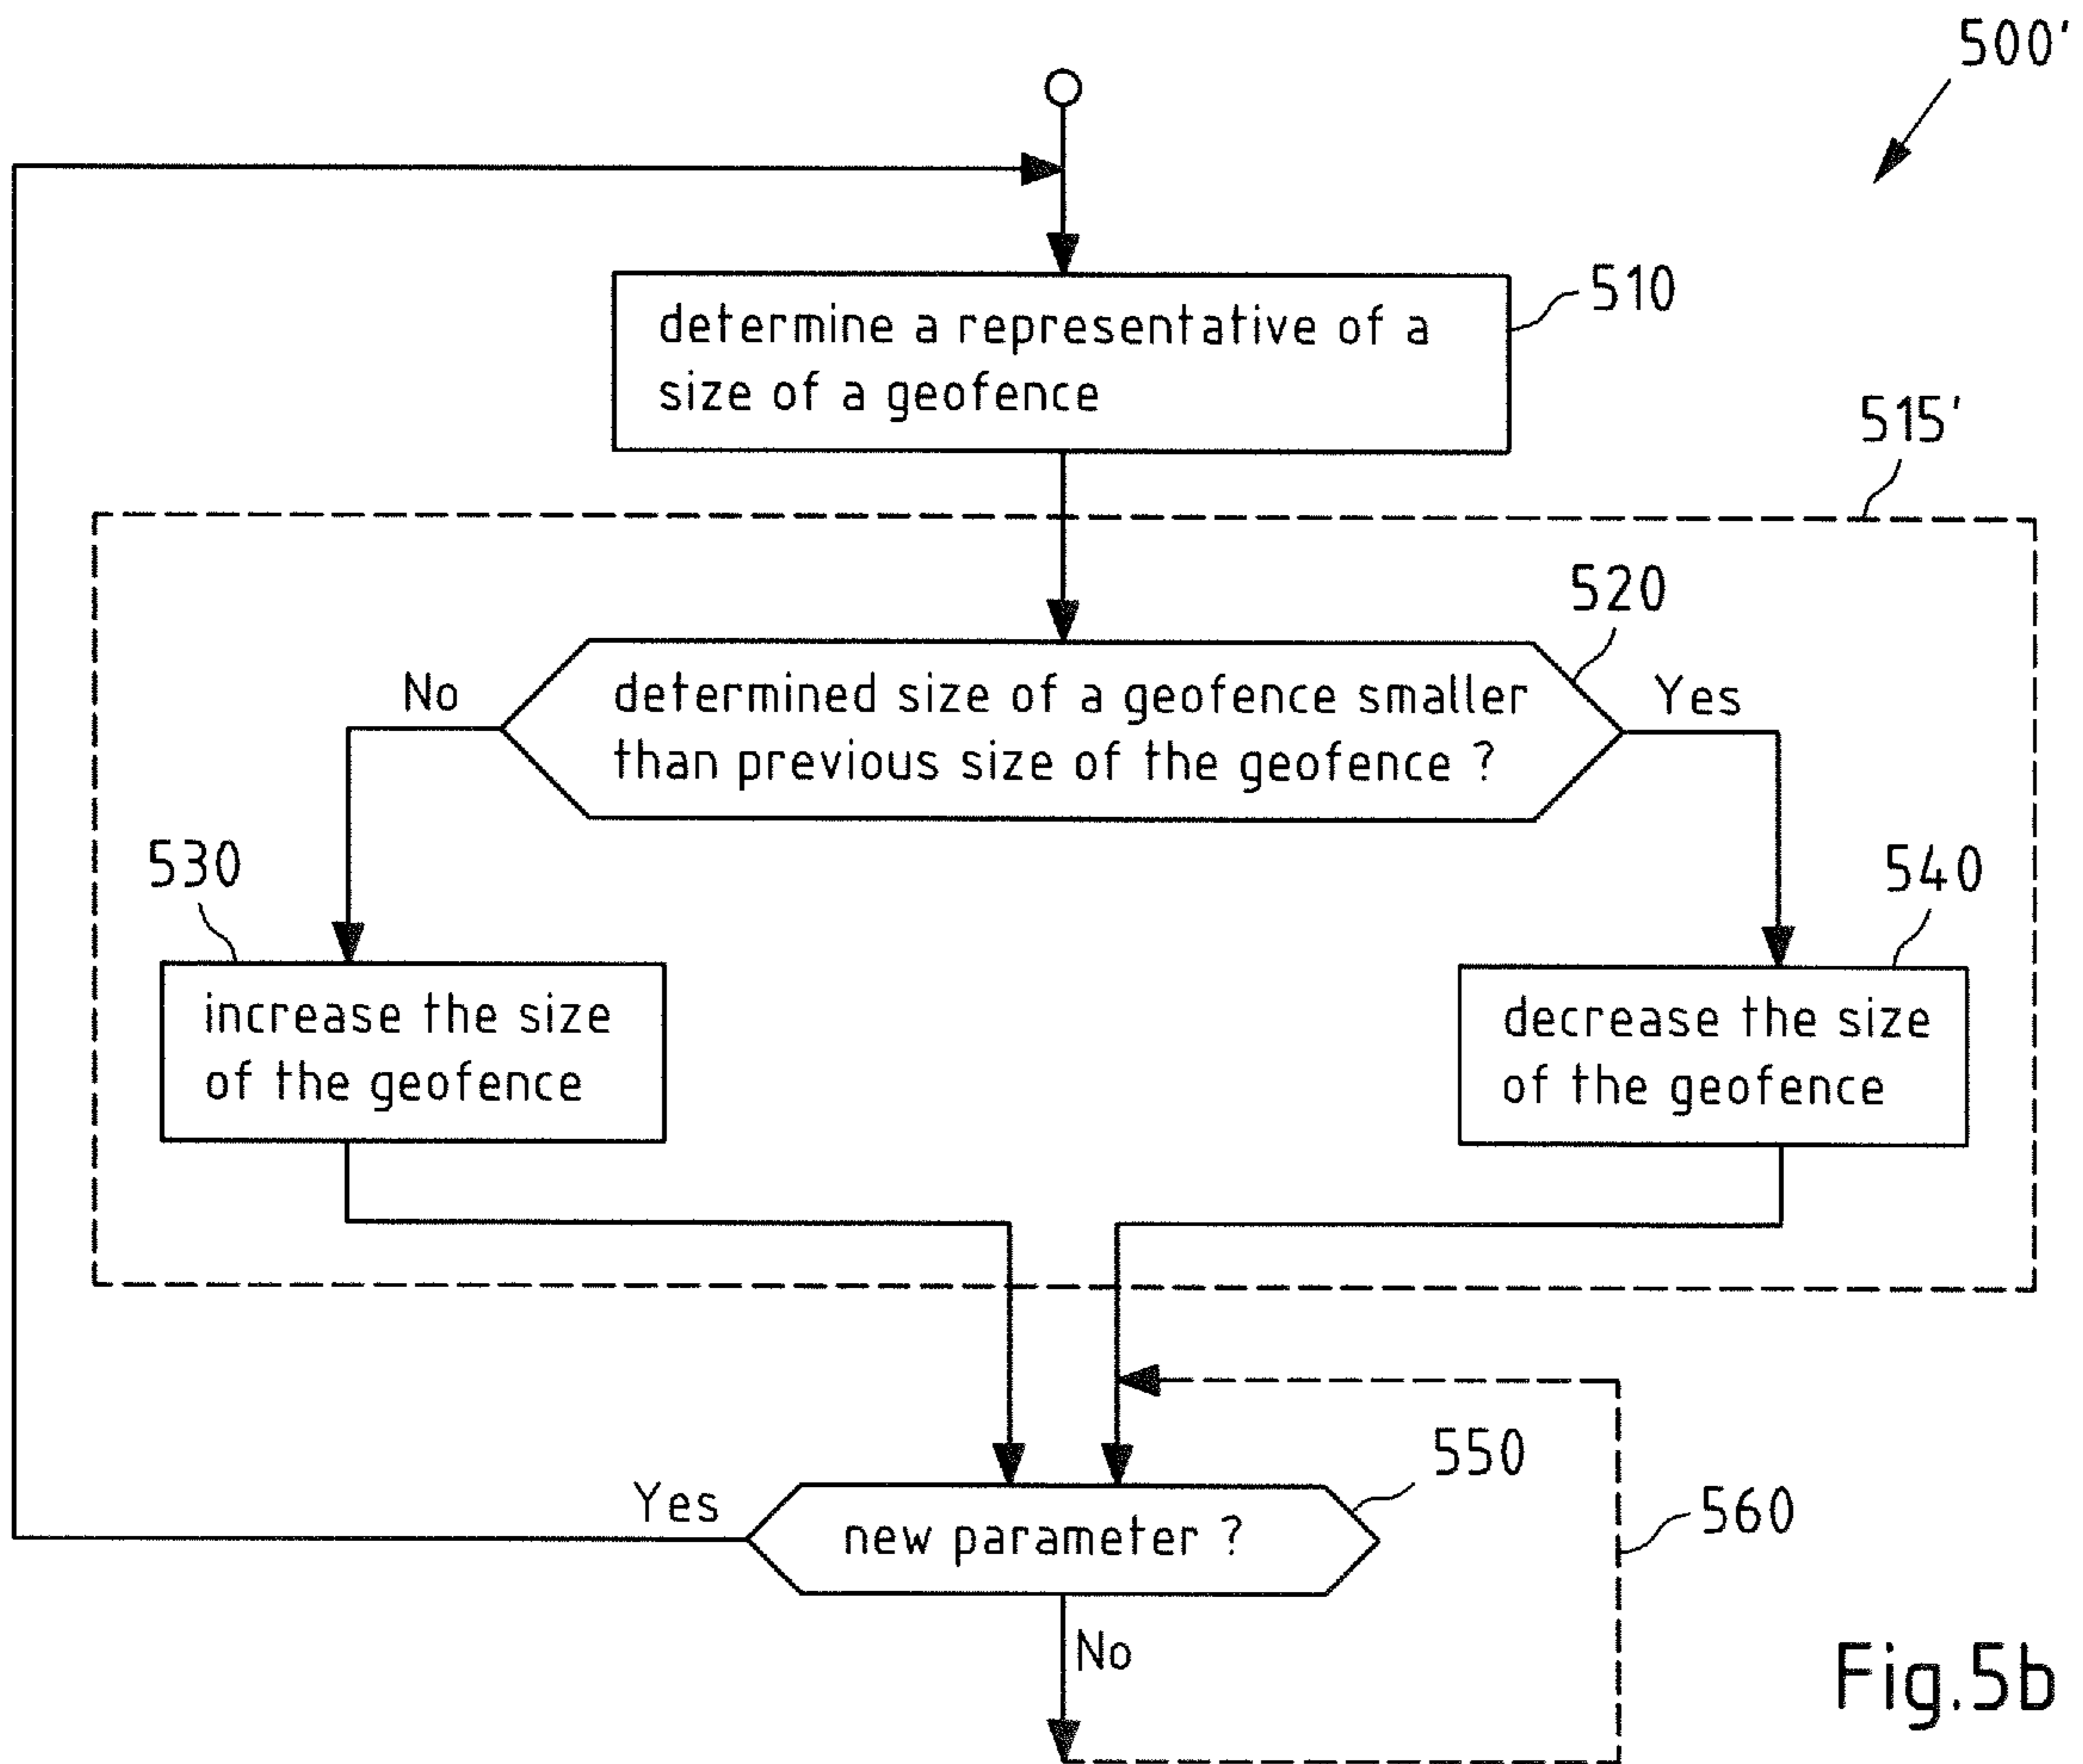 500'
510
determine a representative of a
size of a geofence
515'
520
No
determined size of a geofence smaller
than previous size of the geofence ?
Yes
530
540
increase the size
of the geofence
decrease the size
of the geofence
550
Yes
new parameter ?
560
No
Fig.5b